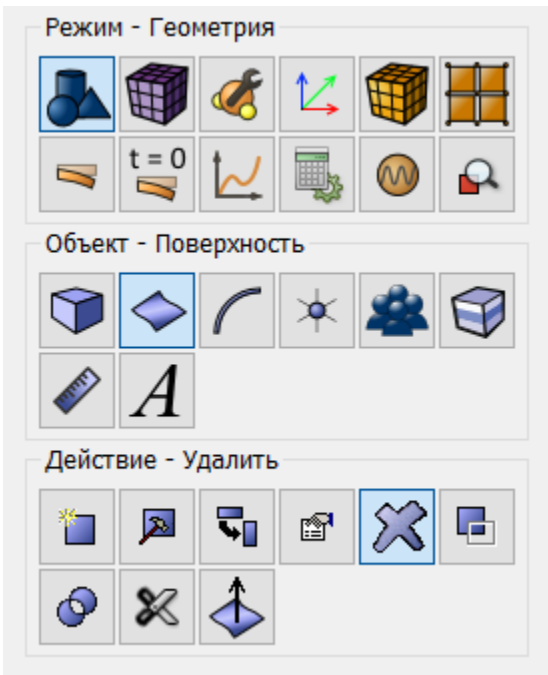 Режим - Геометрия
t = 0
Объект - Поверхность
A
Действие - Удалить